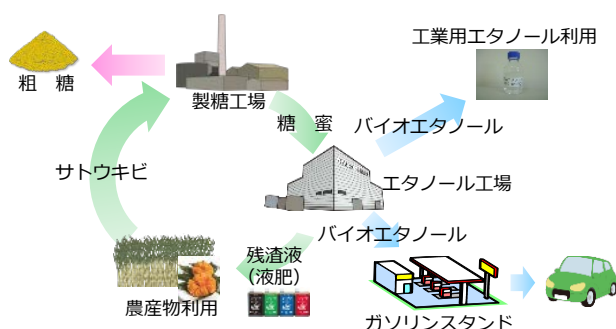 工業用エタノール利用
粗　糖
製糖工場
糖　蜜
バイオエタノール
サトウキビ
エタノール工場
バイオエタノール
残渣液
(液肥)
農産物利用
ガソリンスタンド